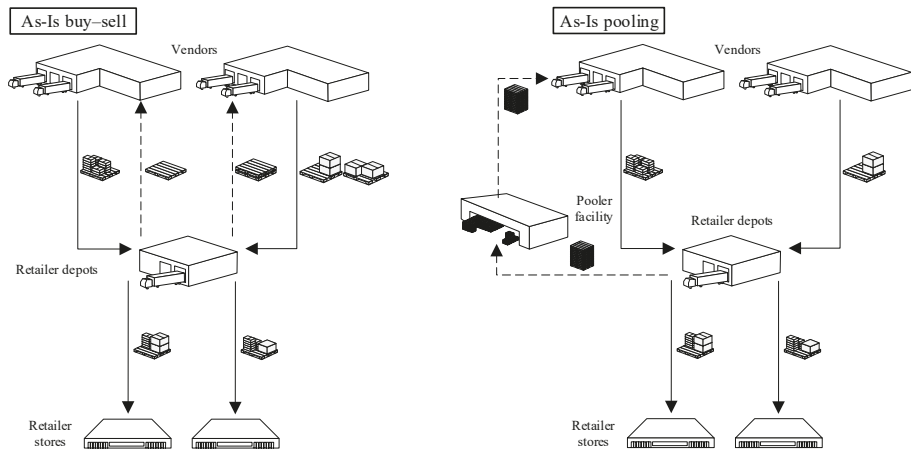 As-Is buy–sell
Vendors
Retailer depots
Retailer
stores
As-Is pooling
Vendors
Pooler
facility
Retailer depots
Retailer
stores